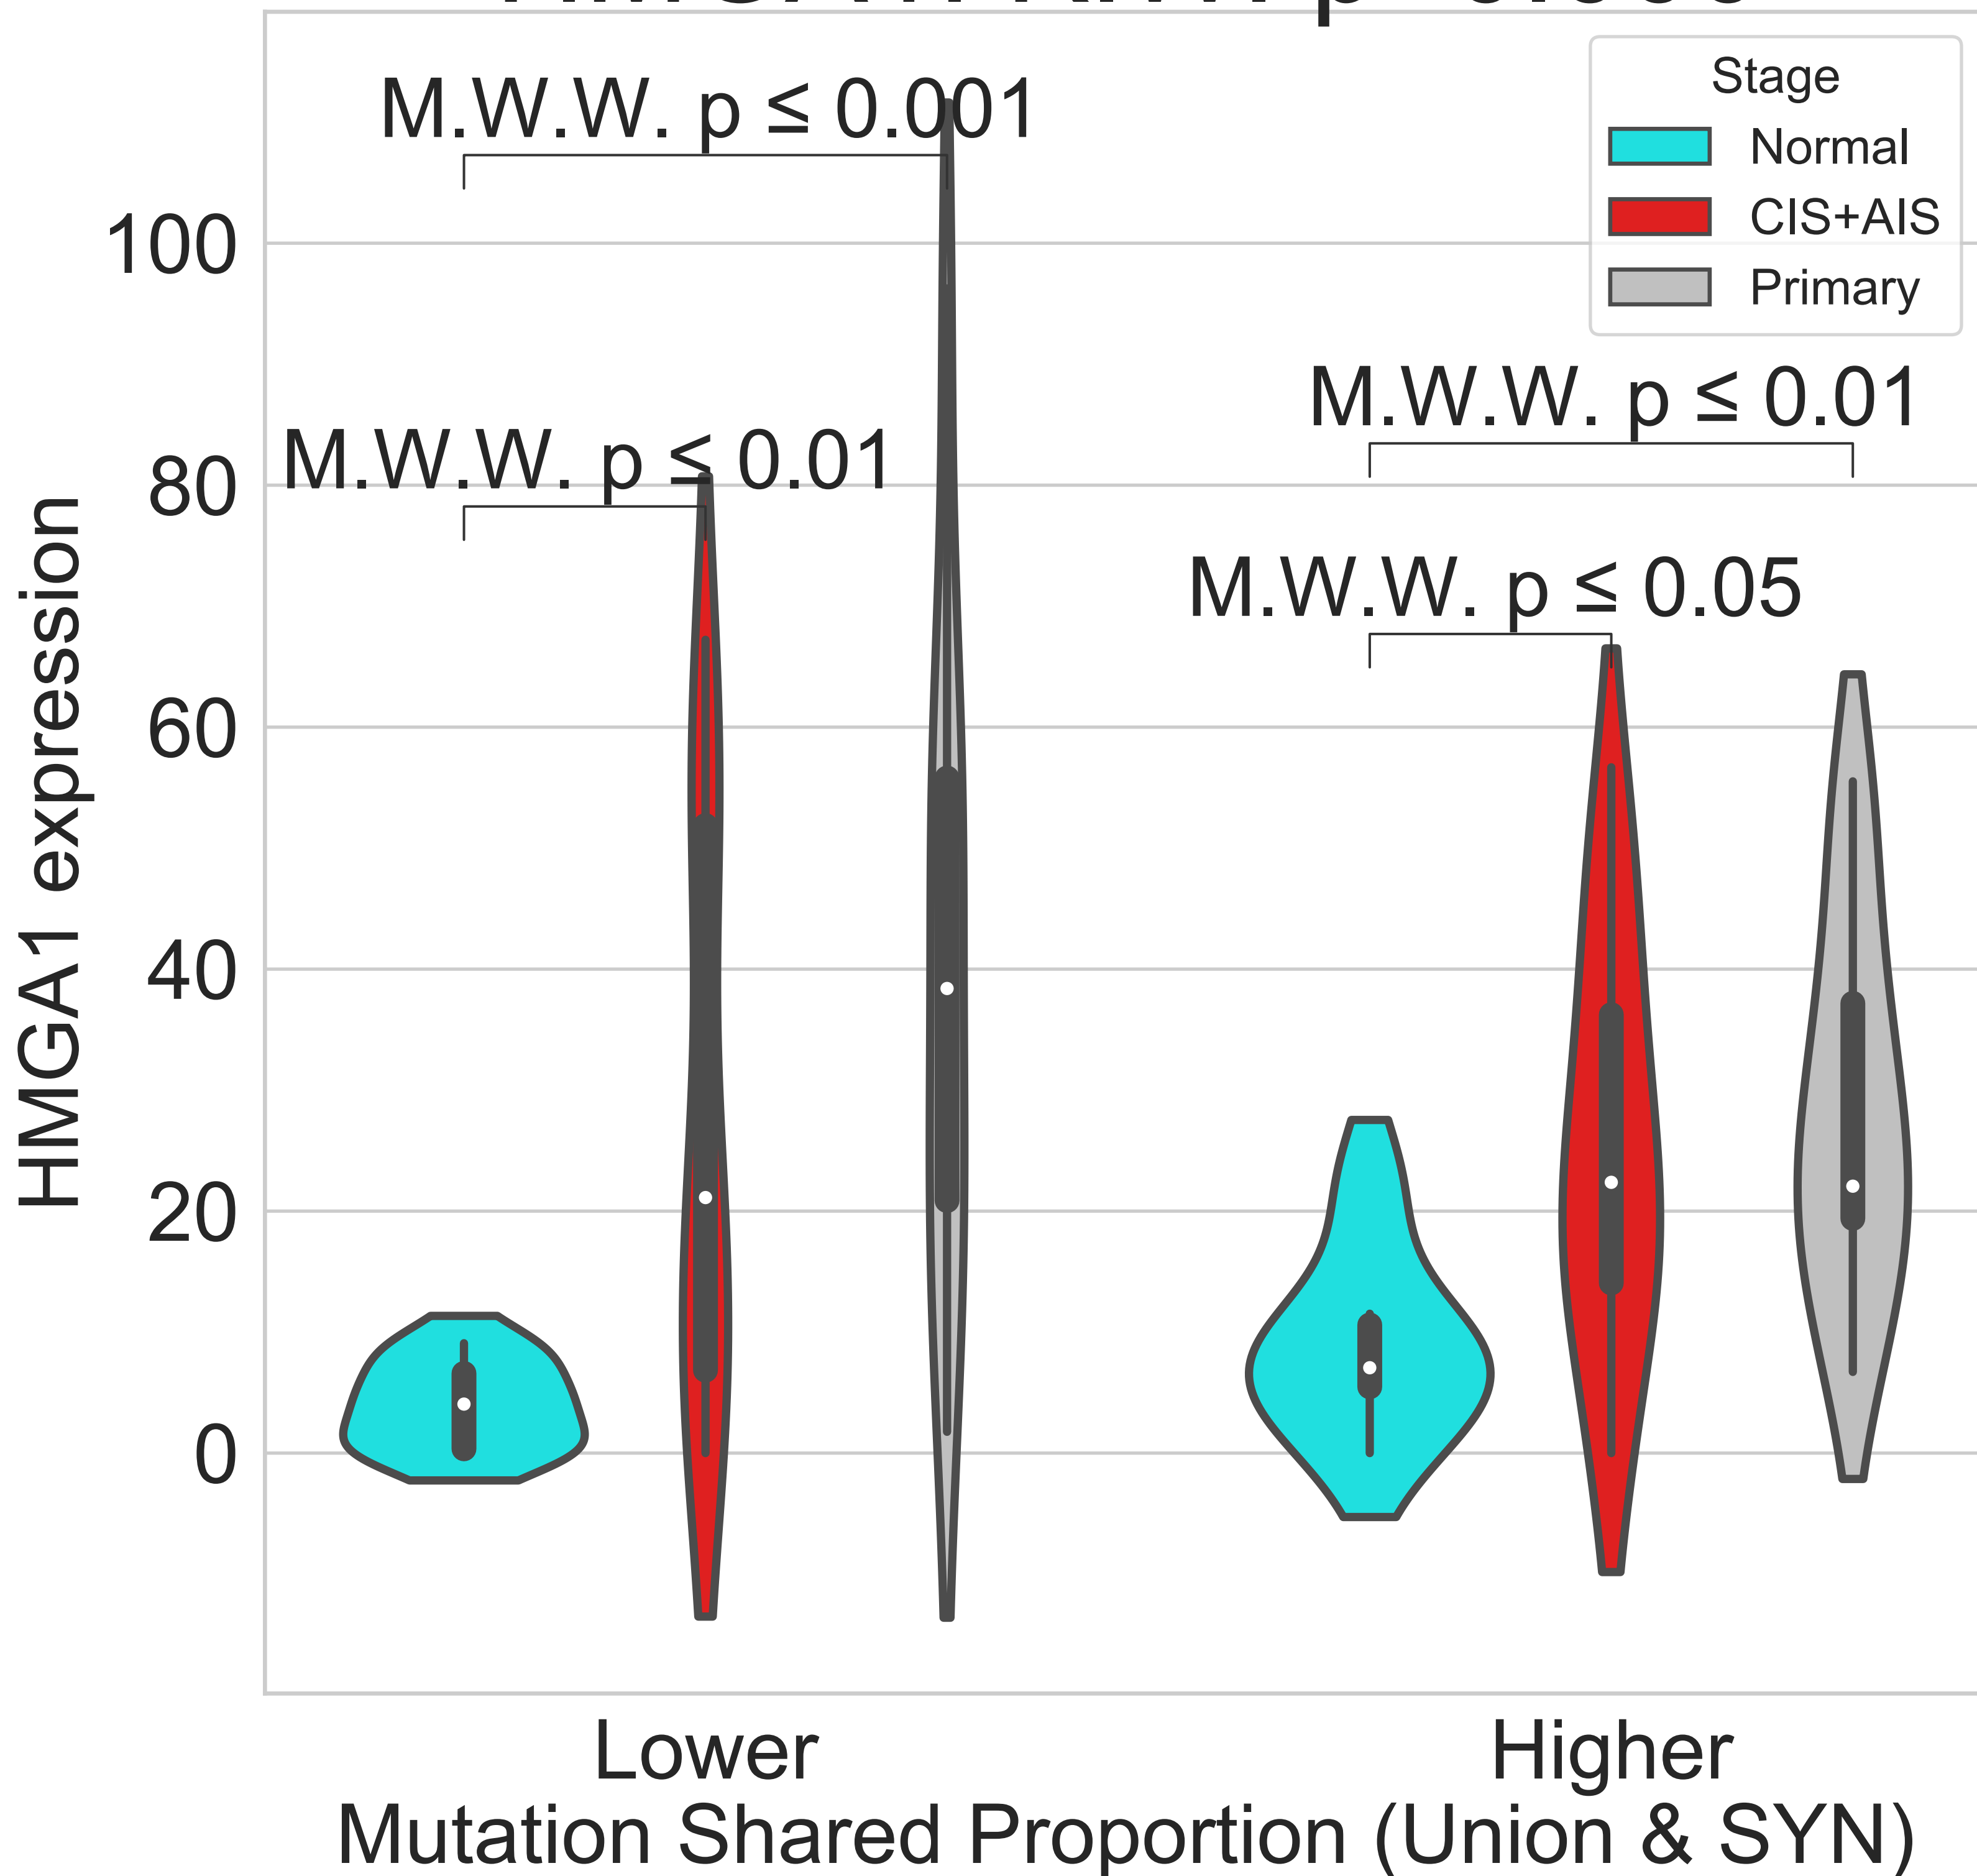 M.W.W. p ≤ 0.001
Stage
Normal
CIS+AIS
Primary
M.W.W. p ≤ 0.01
M.W.W. p ≤ 0.01
M.W.W. p ≤ 0.05
100
80
60
40
20
0
HMGA1 expression
Lower
Higher
Mutation Shared Proportion (Union & SYN)